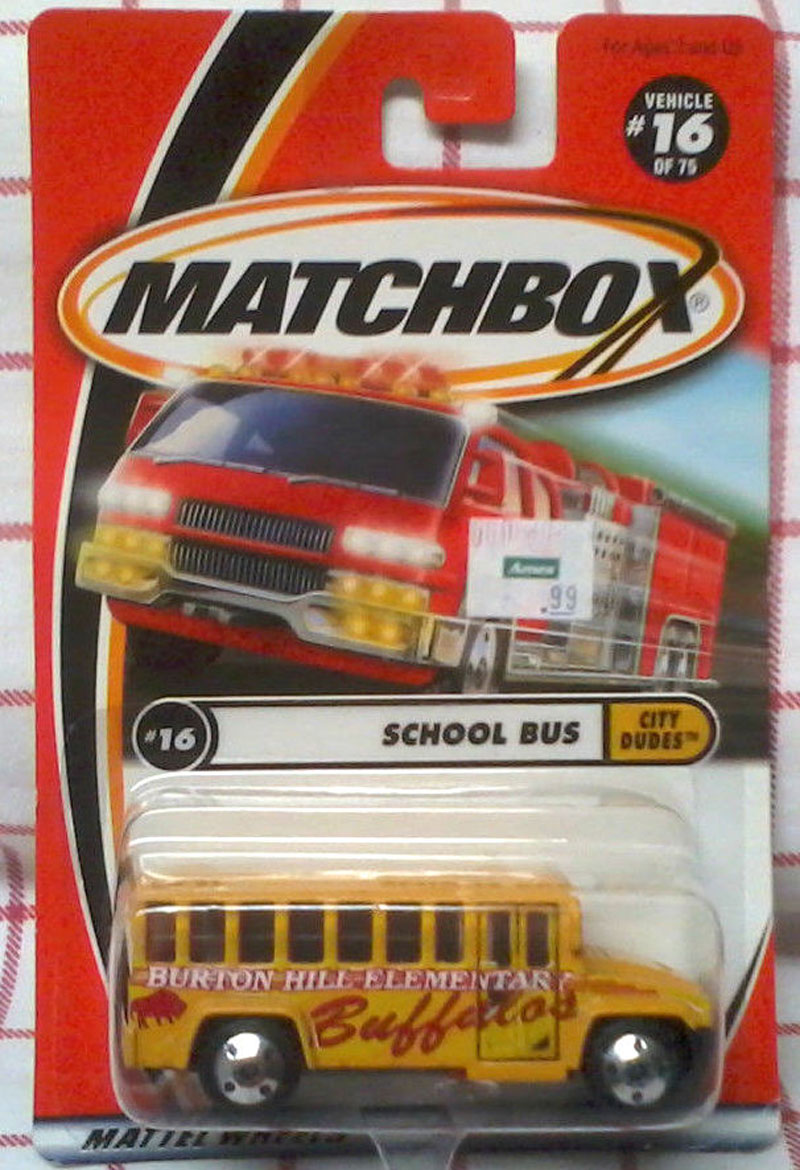 For Ages 3 and Up
VEHICLE
#16
OF 75
MATCHBOX®
Ames
.99
#16
SCHOOL BUS
CITY
DUDES™
BURTON HILL ELEMENTARY
Buffalos
MATTEL WHEELS